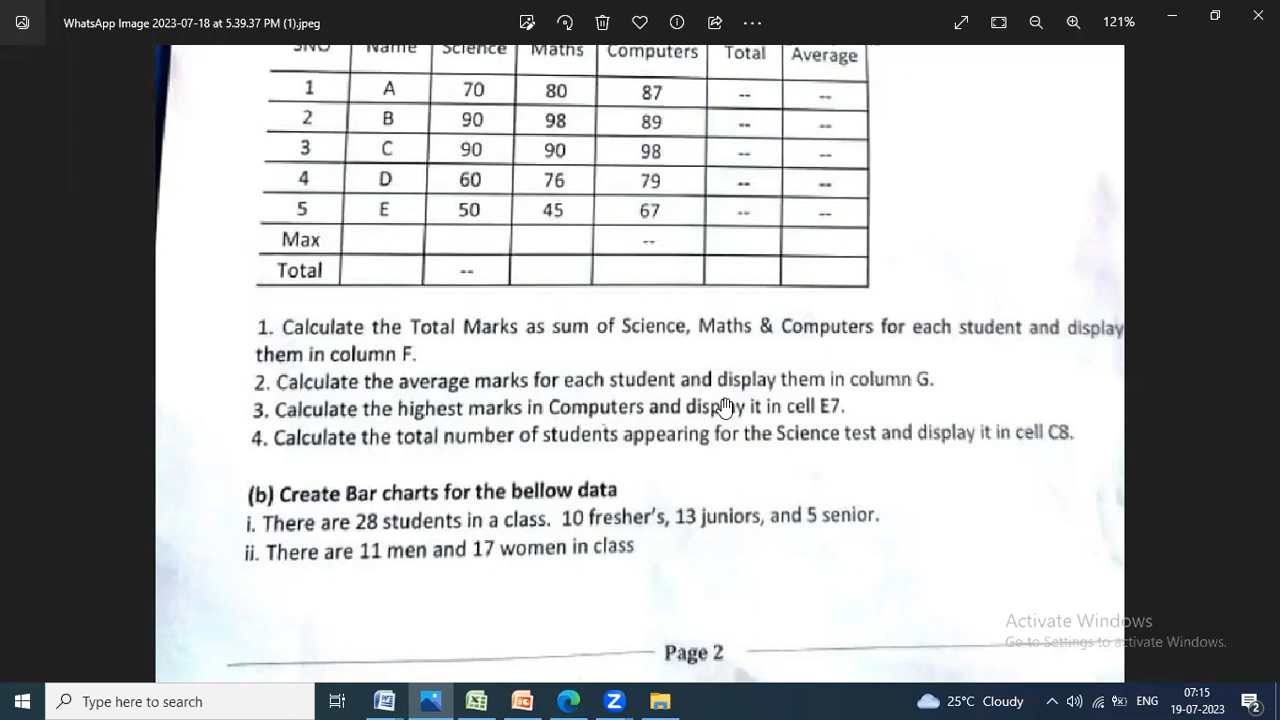 WhatsApp Image 2023-07-18 at 5.39.37 PM (1).jpeg
121%
SNO Name Science Maths Computers Total Average
1 A 70 80 87 -- --
2 B 90 98 89 -- --
3 C 90 90 98 -- --
4 D 60 76 79 -- --
5 E 50 45 67 -- --
Max --
Total --
1. Calculate the Total Marks as sum of Science, Maths & Computers for each student and display
them in column F.
2. Calculate the average marks for each student and display them in column G.
3. Calculate the highest marks in Computers and display it in cell E7.
4. Calculate the total number of students appearing for the Science test and display it in cell C8.
(b) Create Bar charts for the bellow data
i. There are 28 students in a class. 10 fresher's, 13 juniors, and 5 senior.
ii. There are 11 men and 17 women in class
Activate Windows
Go to Settings to activate Windows.
Page 2
Type here to search
25°C Cloudy
ENG
07:15
19-07-2023
2